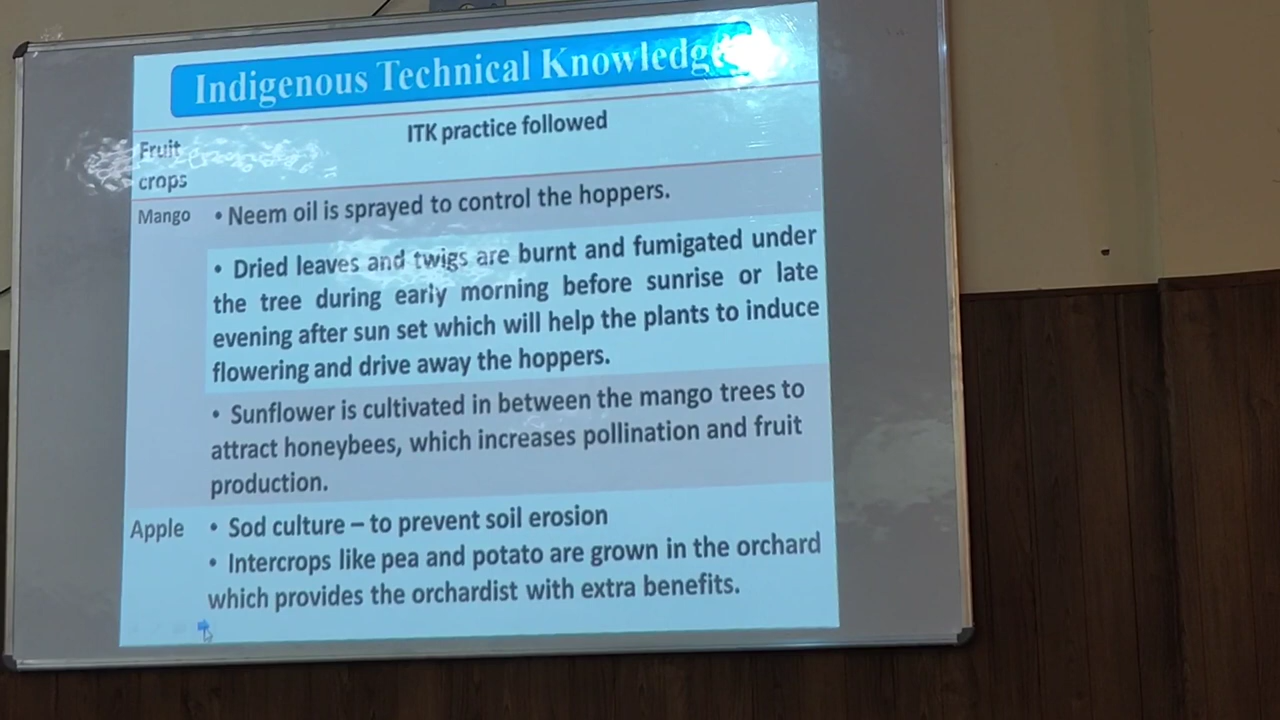 Indigenous Technical Knowledge
Fruit crops
ITK practice followed
Mango
• Neem oil is sprayed to control the hoppers.
• Dried leaves and twigs are burnt and fumigated under
the tree during early morning before sunrise or late
evening after sun set which will help the plants to induce
flowering and drive away the hoppers.
• Sunflower is cultivated in between the mango trees to
attract honeybees, which increases pollination and fruit
production.
Apple
• Sod culture – to prevent soil erosion
• Intercrops like pea and potato are grown in the orchard
which provides the orchardist with extra benefits.